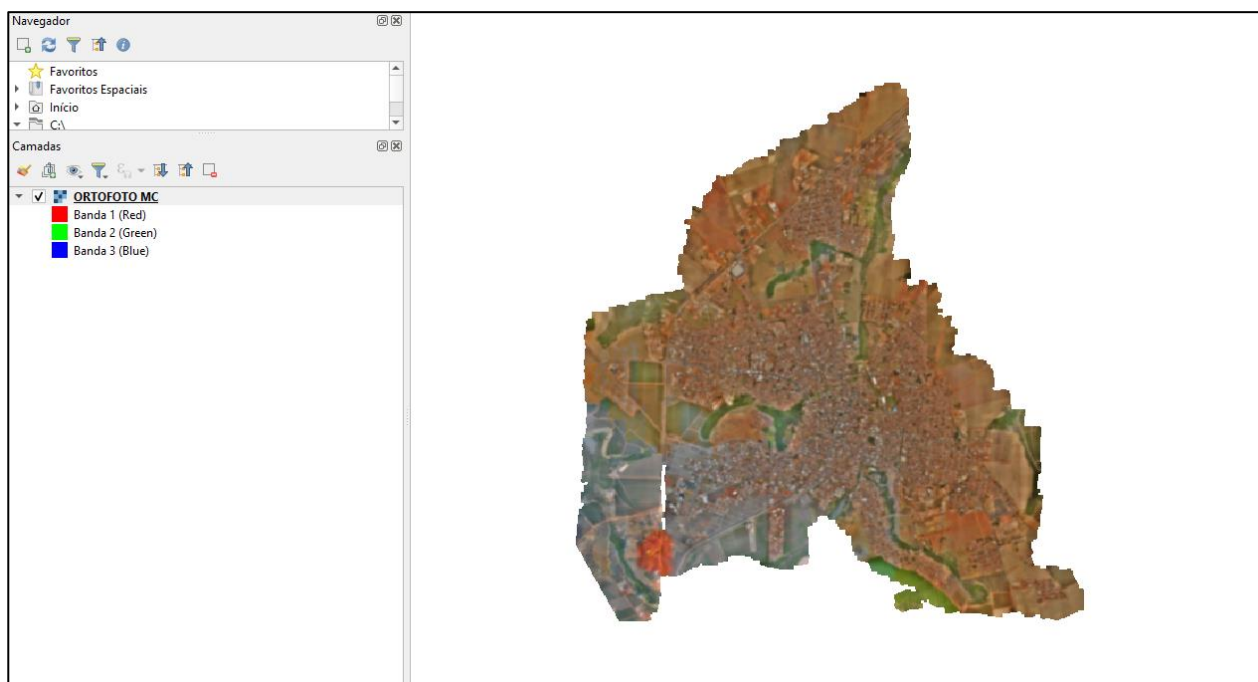 Navegador
Favoritos
Favoritos Espaciais
Início
C:\
Camadas
ORTOFOTO MC
Banda 1 (Red)
Banda 2 (Green)
Banda 3 (Blue)